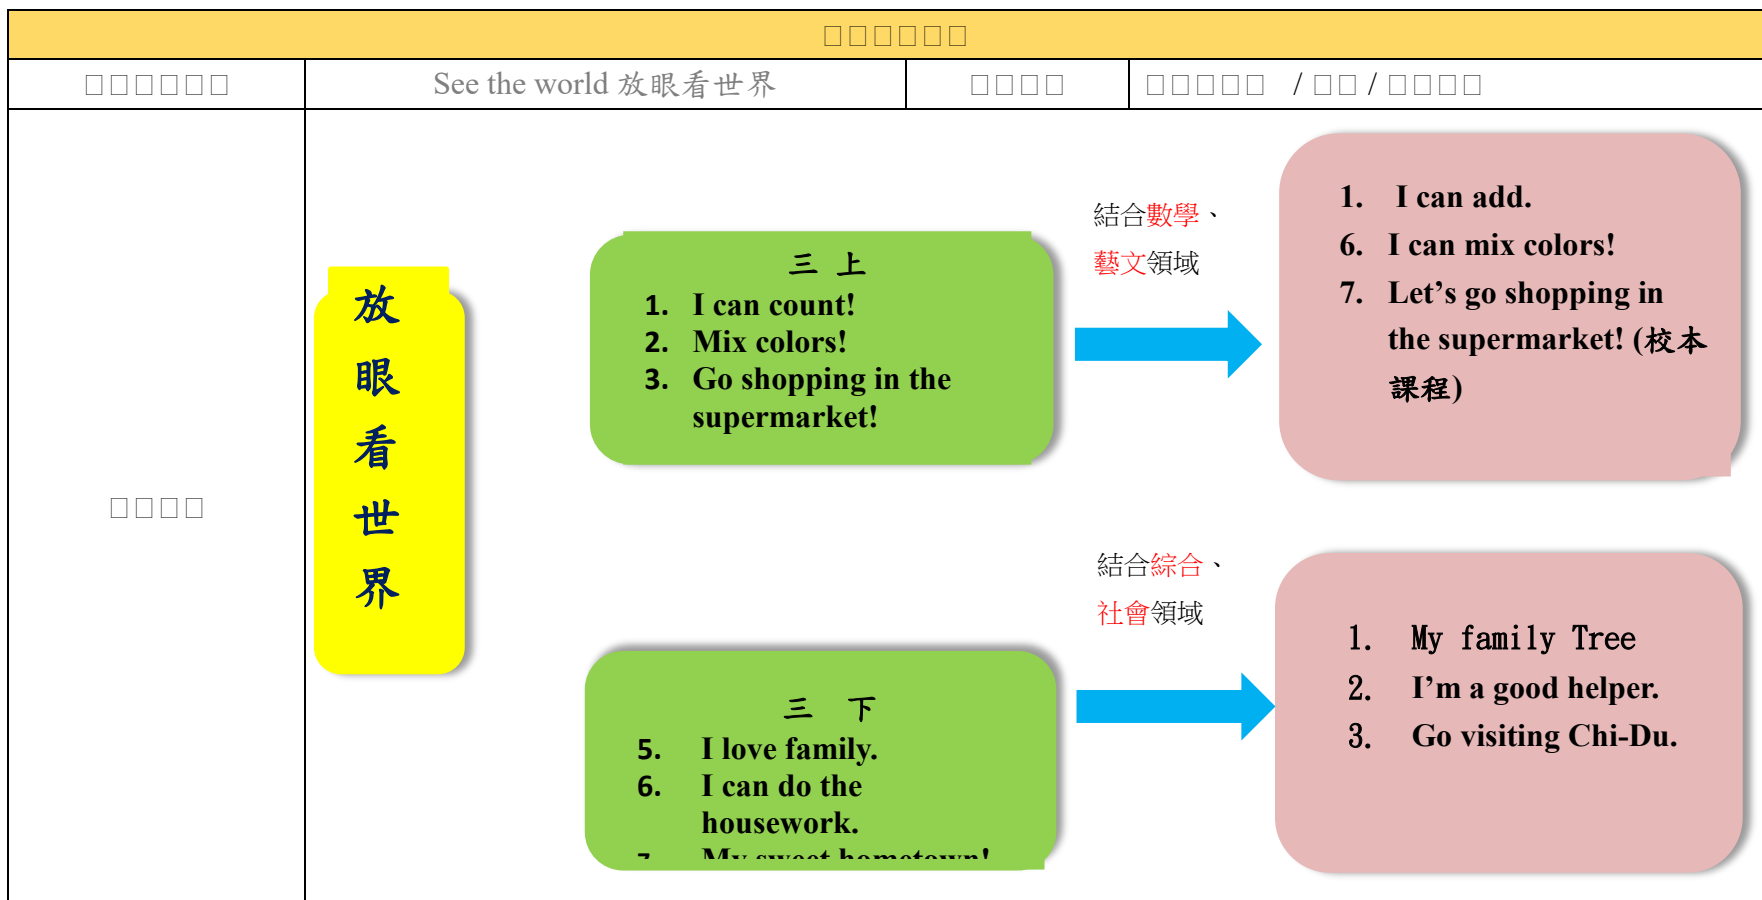 See the world 放眼看世界
/ /
放
眼
看
世
界
三 上
1. I can count!
2. Mix colors!
3. Go shopping in the
supermarket!
結合數學、
藝文領域
1. I can add.
6. I can mix colors!
7. Let's go shopping in
the supermarket! (校本
課程)
三 下
5. I love family.
6. I can do the
housework.
7. My sweet hometown!
結合綜合、
社會領域
1. My family Tree
2. I'm a good helper.
3. Go visiting Chi-Du.